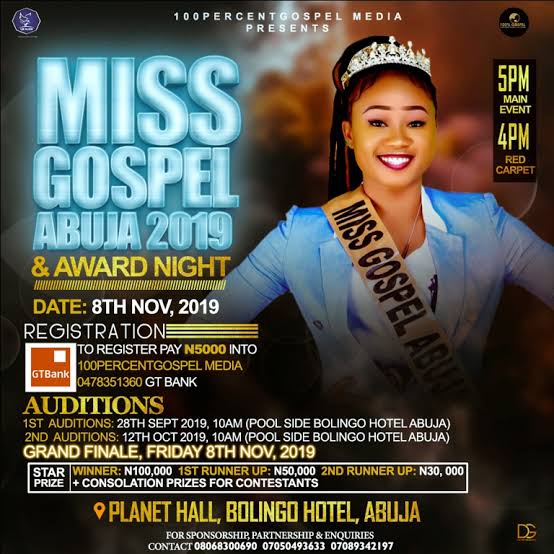 100PERCENTGOSPEL MEDIA
PRESENTS
MISS
GOSPEL
ABUJA 2019
& AWARD NIGHT
5PM
MAIN
EVENT
4PM
RED
CARPET
MISS GOSPEL ABUJ
DATE: 8TH NOV, 2019
REGISTRATION
GTBank
TO REGISTER PAY N5000 INTO
100PERCENTGOSPEL MEDIA
0478351360 GT BANK
AUDITIONS
1ST AUDITIONS: 28TH SEPT 2019, 10AM (POOL SIDE BOLINGO HOTEL ABUJA)
2ND AUDITIONS: 12TH OCT 2019, 10AM (POOL SIDE BOLINGO HOTEL ABUJA)
GRAND FINALE, FRIDAY 8TH NOV, 2019
STAR
PRIZE
WINNER: N100,000 1ST RUNNER UP: N50,000 2ND RUNNER UP: N30, 000
+ CONSOLATION PRIZES FOR CONTESTANTS
PLANET HALL, BOLINGO HOTEL, ABUJA
FOR SPONSORSHIP, PARTNERSHIP & ENQUIRIES
CONTACT 08068300690 07050493633 07089342197